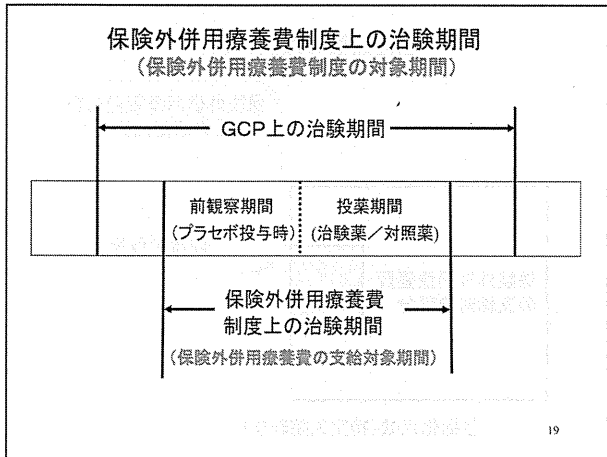 保険外併用療養費制度上の治験期間
(保険外併用療養費制度の対象期間)
GCP上の治験期間
前観察期間
(プラセボ投与時)
投薬期間
(治験薬／対照薬)
保険外併用療養費
制度上の治験期間
(保険外併用療養費の支給対象期間)
19